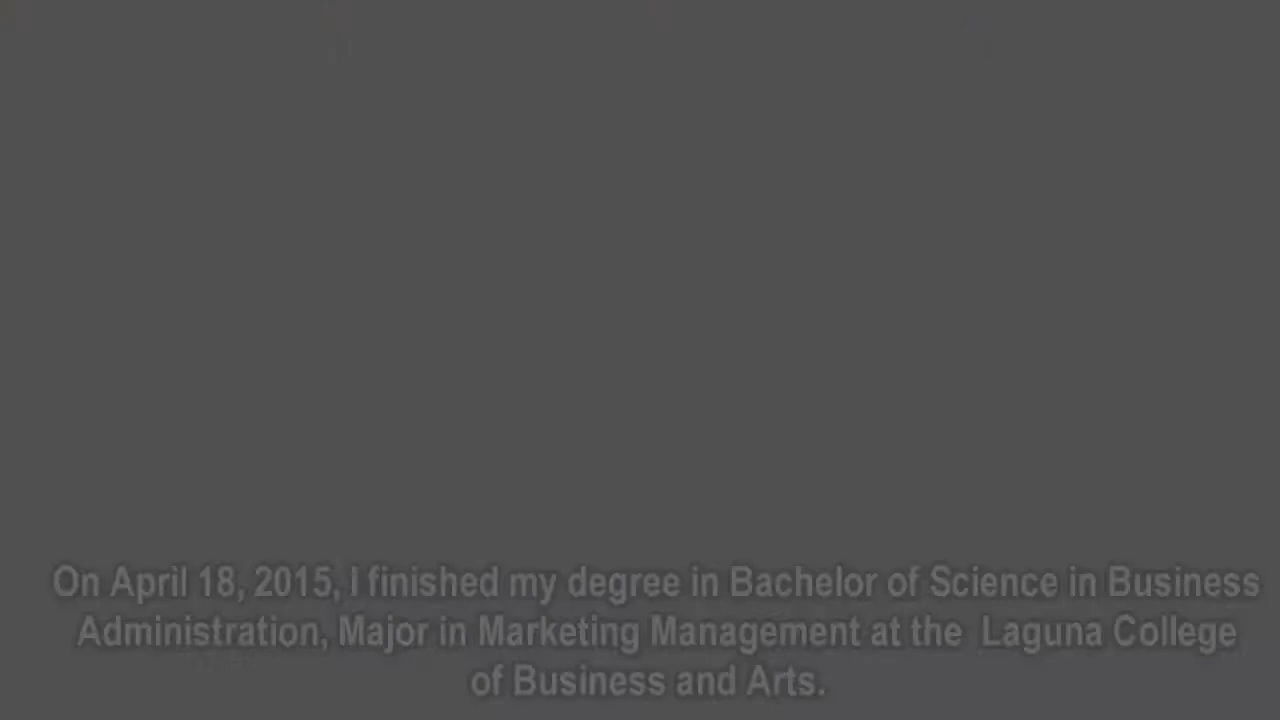 On April 18, 2015, I finished my degree in Bachelor of Science in Business
Administration, Major in Marketing Management at the Laguna College
of Business and Arts.